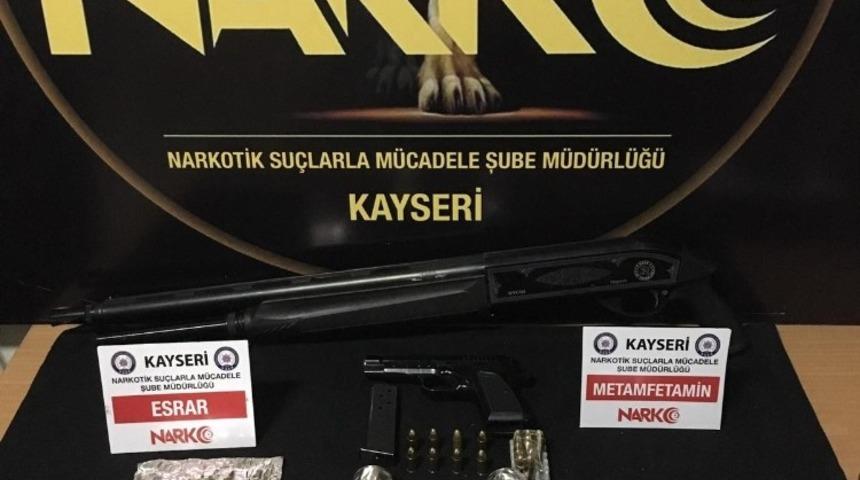 NARKO
NARKOTİK SUÇLARLA MÜCADELE ŞUBE MÜDÜRLÜĞÜ
KAYSERİ
KAYSERİ
NARKOTİK SUÇLARLA MÜCADELE
ŞUBE MÜDÜRLÜĞÜ
ESRAR
NARKO
KAYSERİ
NARKOTİK SUÇLARLA MÜCADELE
ŞUBE MÜDÜRLÜĞÜ
METAMFETAMİN
NARKO